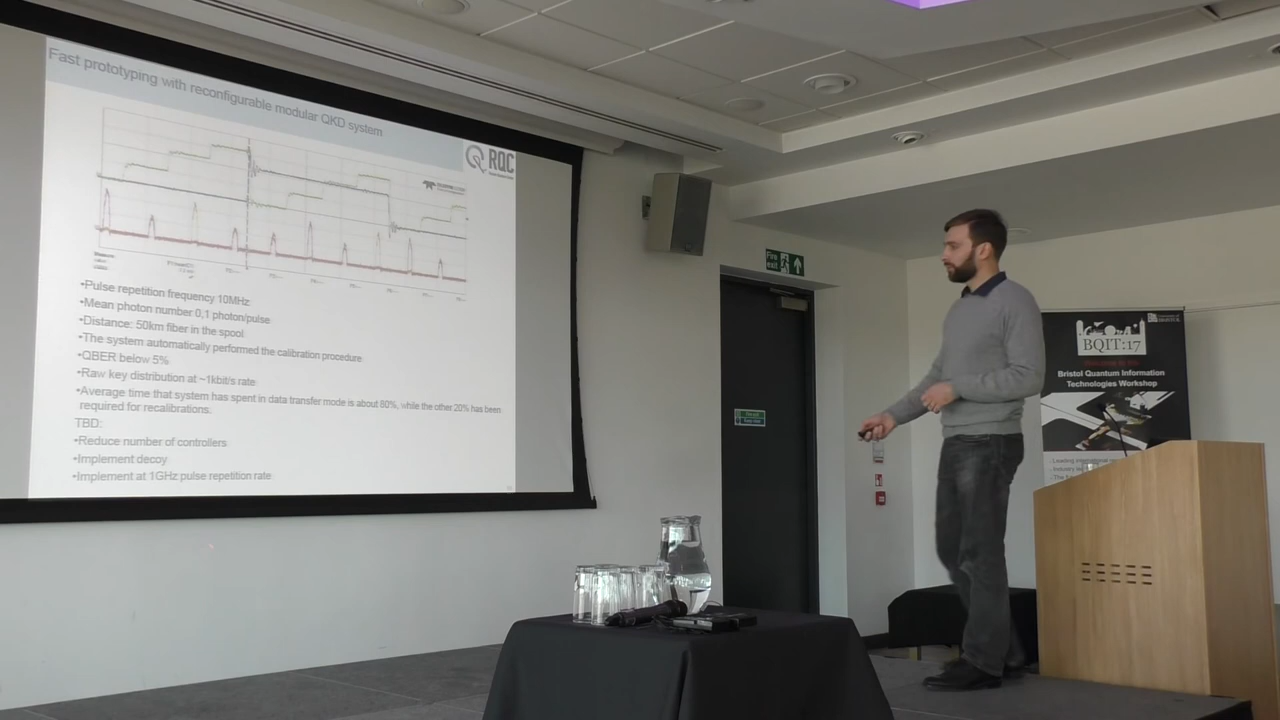 Fast prototyping with reconfigurable modular QKD system
RQC
•Pulse repetition frequency 10MHz
•Mean photon number 0,1 photon/pulse
•Distance: 50km fiber in the spool
•The system automatically performed the calibration procedure
•QBER below 5%
•Raw key distribution at ~1kbit/s rate
•Average time that system has spent in data transfer mode is about 80%, while the other 20% has been
required for recalibrations.
TBD:
•Reduce number of controllers
•Implement decoy
•Implement at 1GHz pulse repetition rate
Fire
exit
BRISTOL
BQIT:17
Bristol Quantum Information
Technologies Workshop